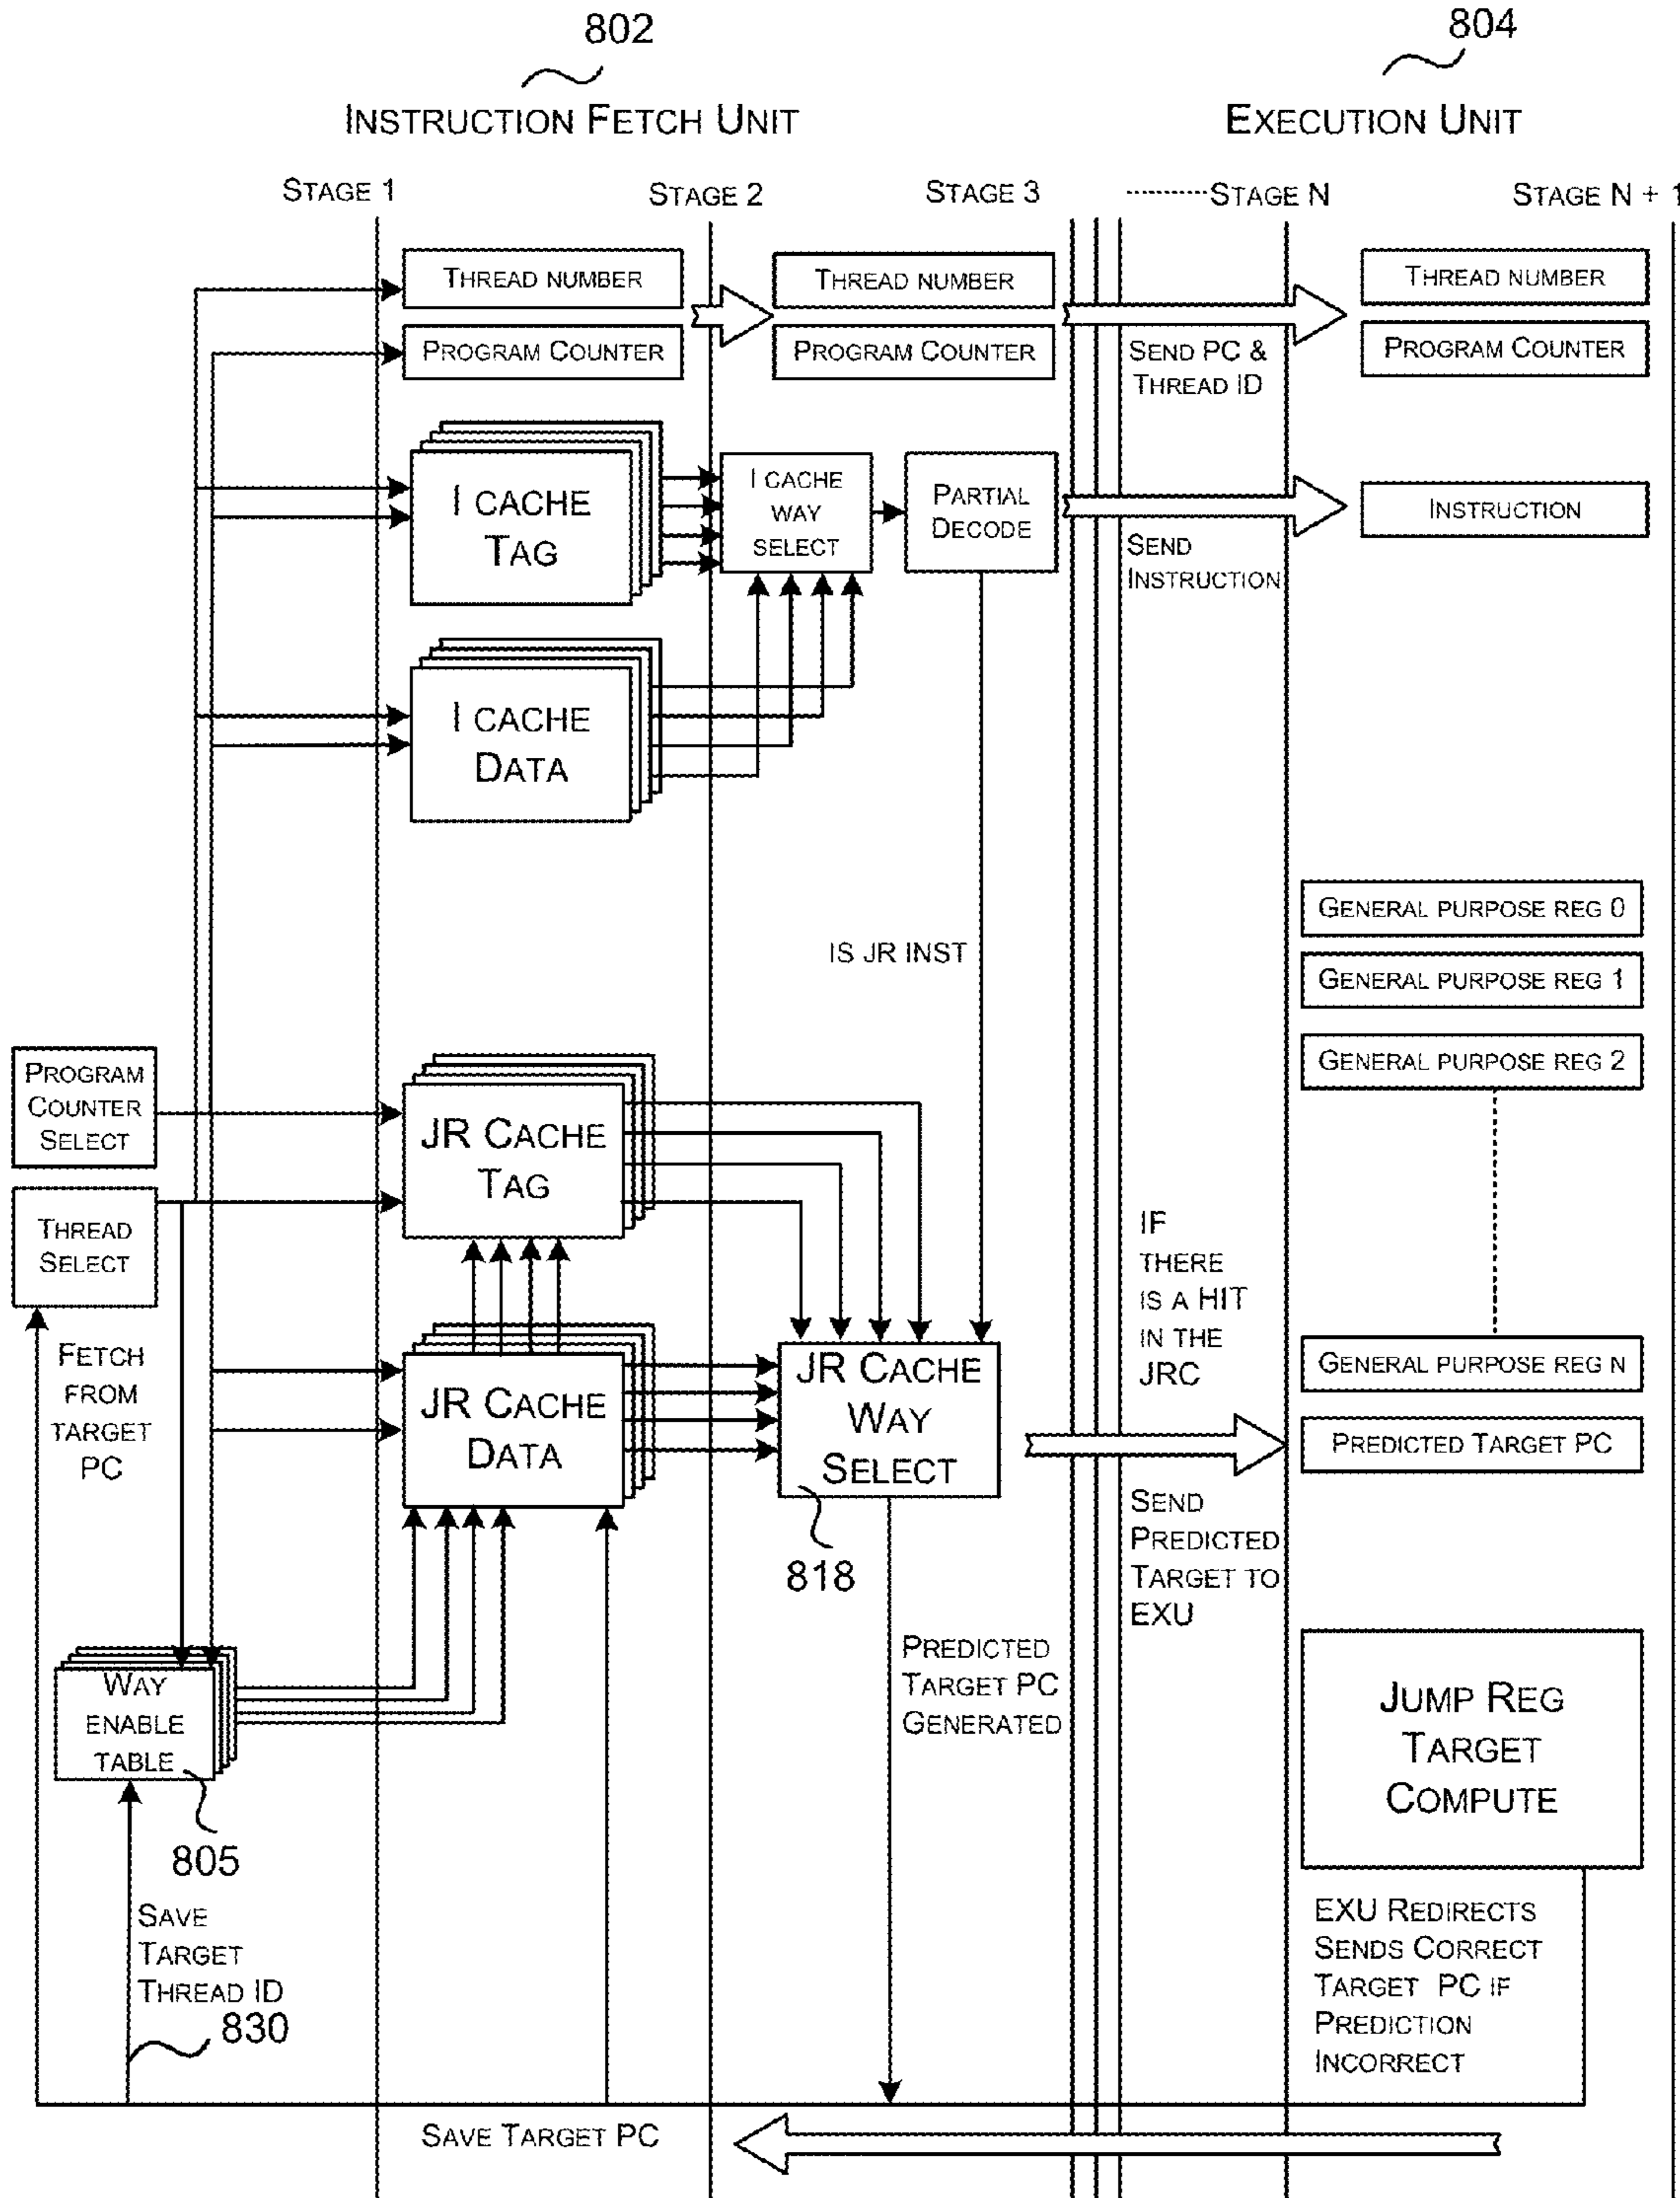 802
804
INSTRUCTION FETCH UNIT
EXECUTION UNIT
STAGE 1
STAGE 2
STAGE 3
STAGE N
STAGE N + 1
THREAD NUMBER
PROGRAM COUNTER
THREAD NUMBER
PROGRAM COUNTER
SEND PC &
THREAD ID
THREAD NUMBER
PROGRAM COUNTER
I CACHE
TAG
I CACHE
WAY
SELECT
PARTIAL
DECODE
SEND
INSTRUCTION
INSTRUCTION
I CACHE
DATA
GENERAL PURPOSE REG 0
IS JR INST
GENERAL PURPOSE REG 1
GENERAL PURPOSE REG 2
PROGRAM
COUNTER
SELECT
JR CACHE
TAG
THREAD
SELECT
IF
THERE
IS A HIT
IN THE
JRC
FETCH
FROM
TARGET
PC
JR CACHE
DATA
JR CACHE
WAY
SELECT
818
GENERAL PURPOSE REG N
PREDICTED TARGET PC
SEND
PREDICTED
TARGET TO
EXU
PREDICTED
TARGET PC
GENERATED
WAY
ENABLE
TABLE
805
JUMP REG
TARGET
COMPUTE
SAVE
TARGET
THREAD ID
830
EXU REDIRECTS
SENDS CORRECT
TARGET PC IF
PREDICTION
INCORRECT
SAVE TARGET PC